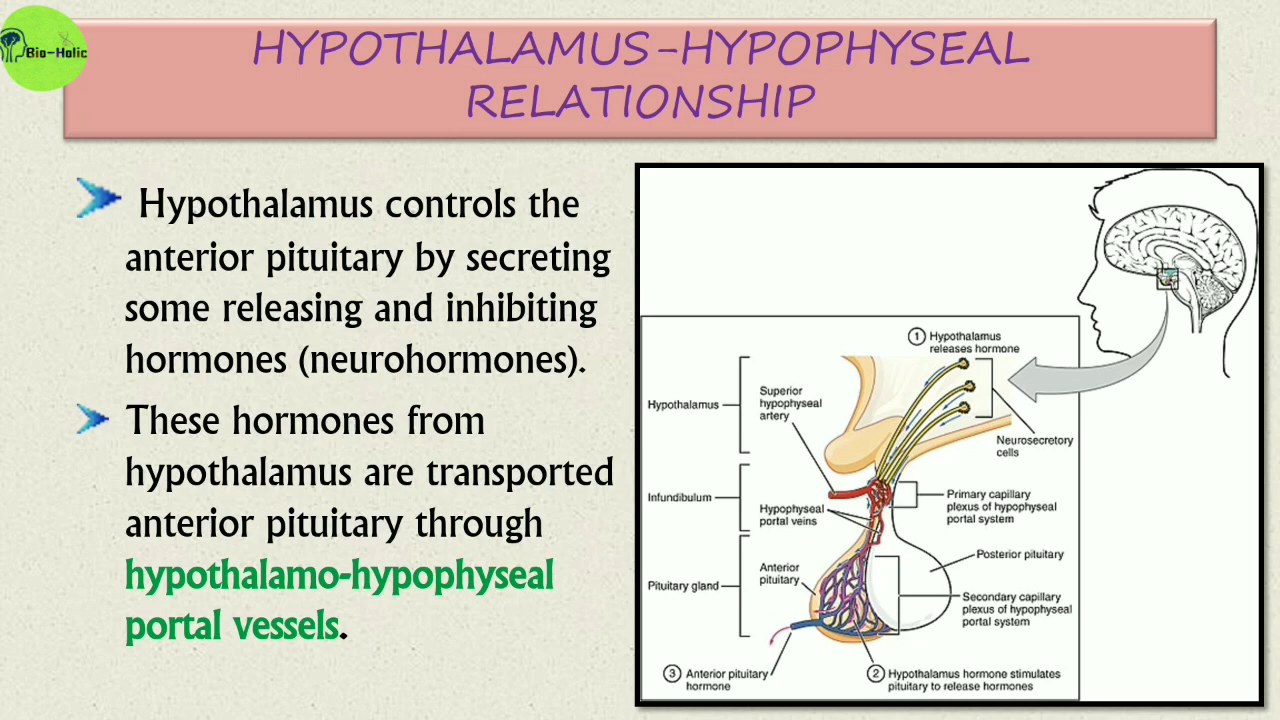 Bio-Holic
HYPOTHALAMUS-HYPOPHYSEAL
RELATIONSHIP
Hypothalamus controls the
anterior pituitary by secreting
some releasing and inhibiting
hormones (neurohormones).
These hormones from
hypothalamus are transported
anterior pituitary through
hypothalamo-hypophyseal
portal vessels.
1 Hypothalamus
releases hormone
Hypothalamus
Superior
hypophyseal
artery
Neurosecretory
cells
Infundibulum
Hypophyseal
portal veins
Primary capillary
plexus of hypophyseal
portal system
Pituitary gland
Anterior
pituitary
Posterior pituitary
Secondary capillary
plexus of hypophyseal
portal system
3 Anterior pituitary
hormone
2 Hypothalamus hormone stimulates
pituitary to release hormones